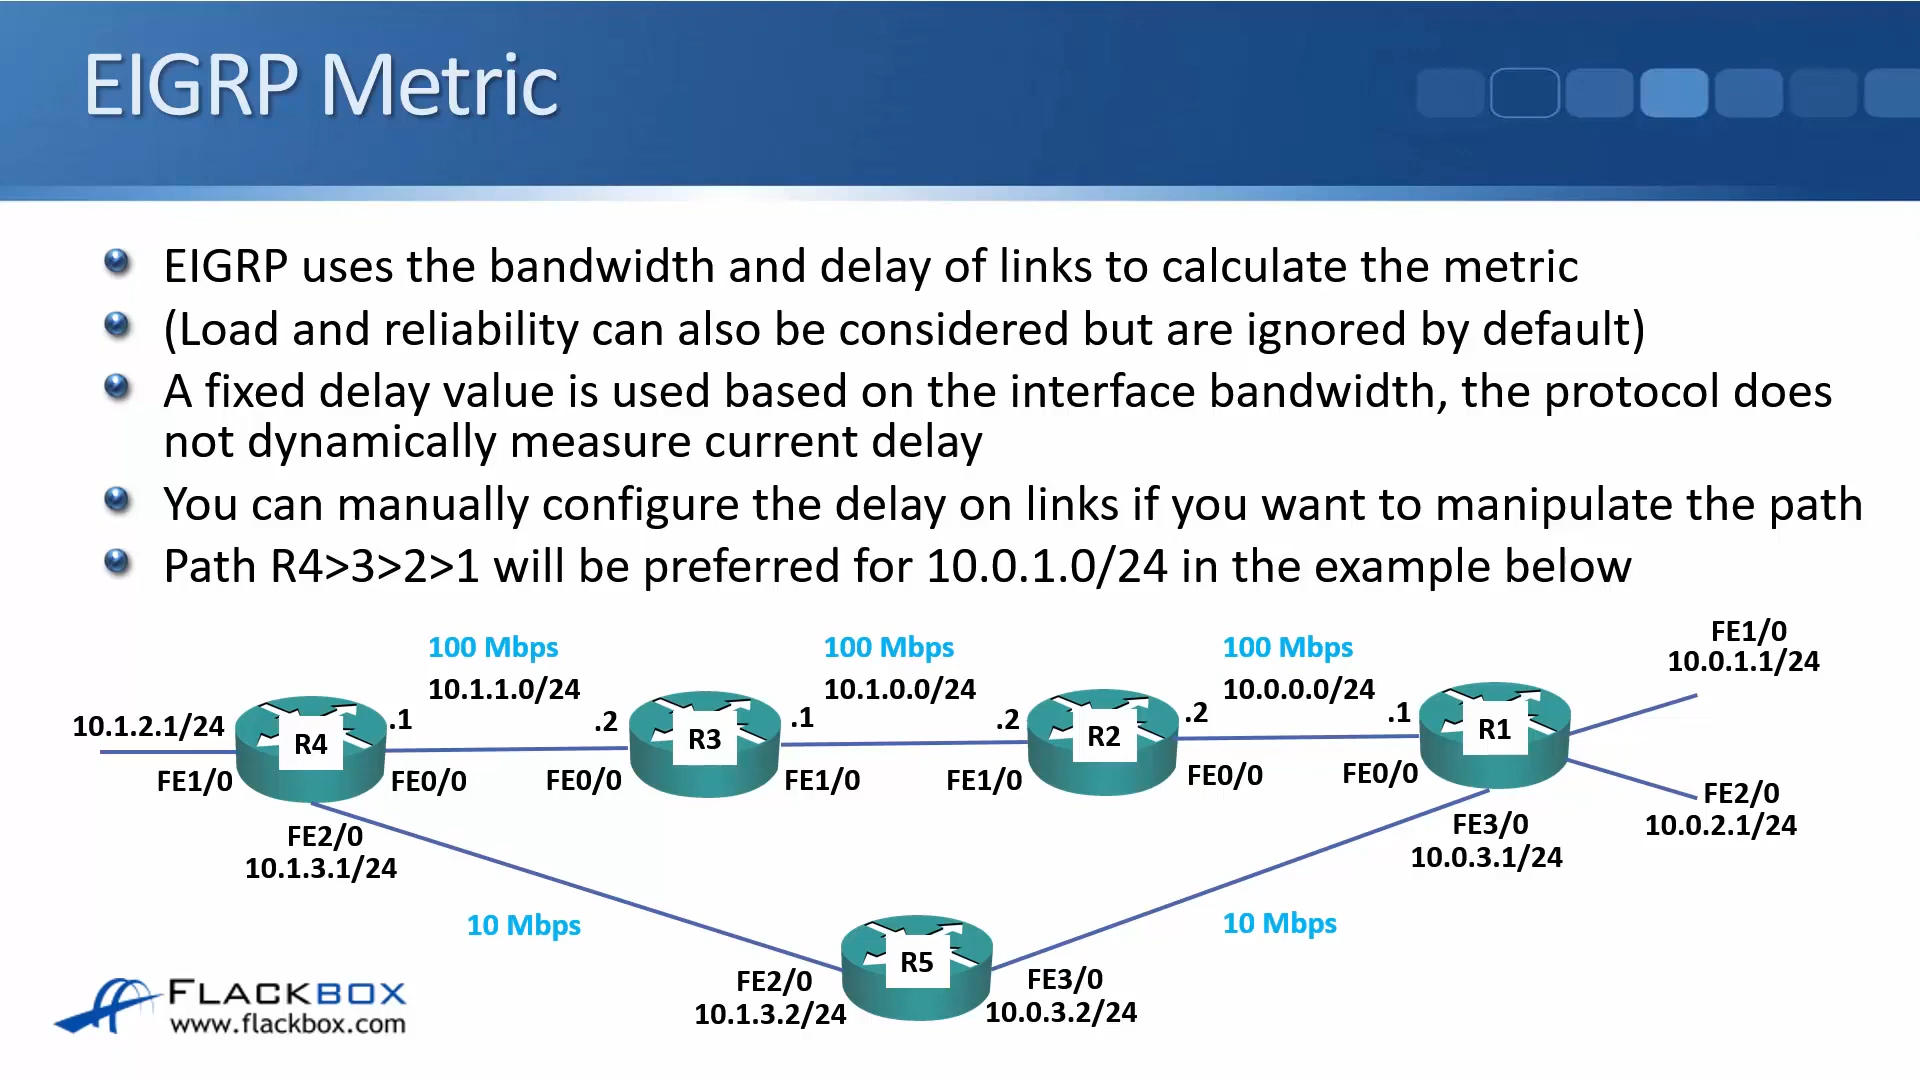 EIGRP Metric
EIGRP uses the bandwidth and delay of links to calculate the metric
(Load and reliability can also be considered but are ignored by default)
A fixed delay value is used based on the interface bandwidth, the protocol does
not dynamically measure current delay
You can manually configure the delay on links if you want to manipulate the path
Path R4>3>2>1 will be preferred for 10.0.1.0/24 in the example below
100 Mbps
10.1.1.0/24
100 Mbps
10.1.0.0/24
100 Mbps
10.0.0.0/24
FE1/0
10.0.1.1/24
10.1.2.1/24
FE1/0
R4
.1
FE0/0
.2
FE0/0
R3
.1
FE1/0
.2
FE1/0
R2
.2
FE0/0
.1
FE0/0
R1
FE2/0
10.0.2.1/24
FE2/0
10.1.3.1/24
FE3/0
10.0.3.1/24
10 Mbps
10 Mbps
R5
FE2/0
10.1.3.2/24
FE3/0
10.0.3.2/24
FLACKBOX
www.flackbox.com